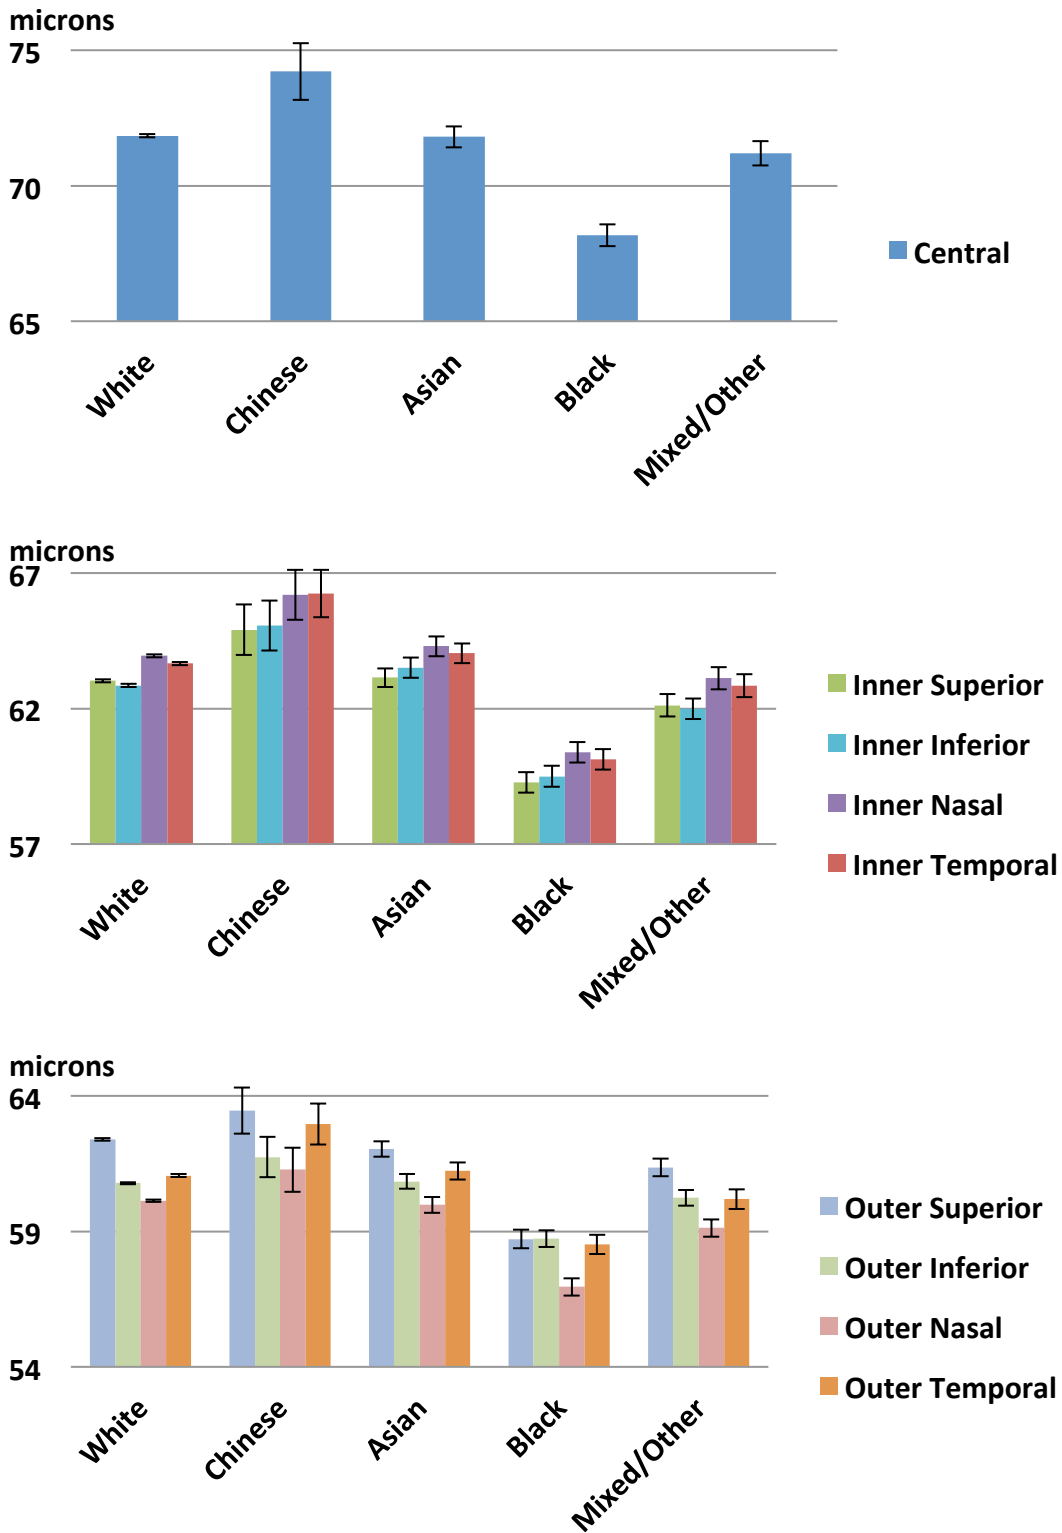 microns
75
70
65
White
Chinese
Asian
Black
Mixed/Other
Central
microns
67
62
57
White
Chinese
Asian
Black
Mixed/Other
Inner Superior
Inner Inferior
Inner Nasal
Inner Temporal
microns
64
59
54
White
Chinese
Asian
Black
Mixed/Other
Outer Superior
Outer Inferior
Outer Nasal
Outer Temporal